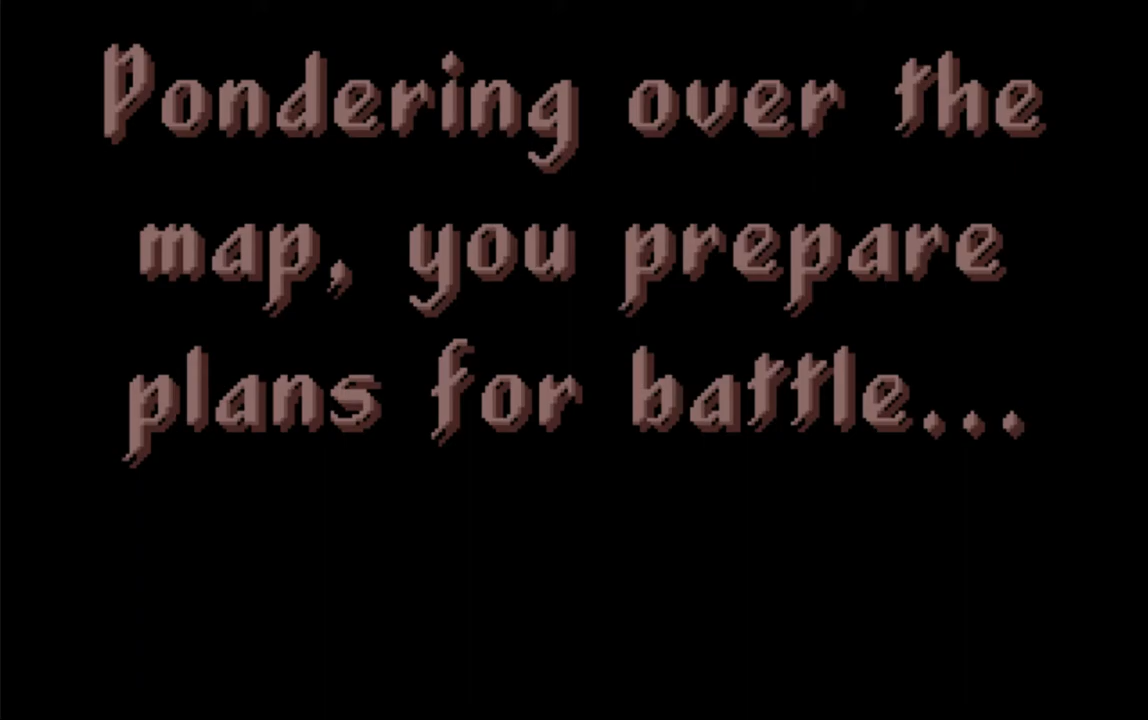 Pondering over the
map, you prepare
plans for battle...